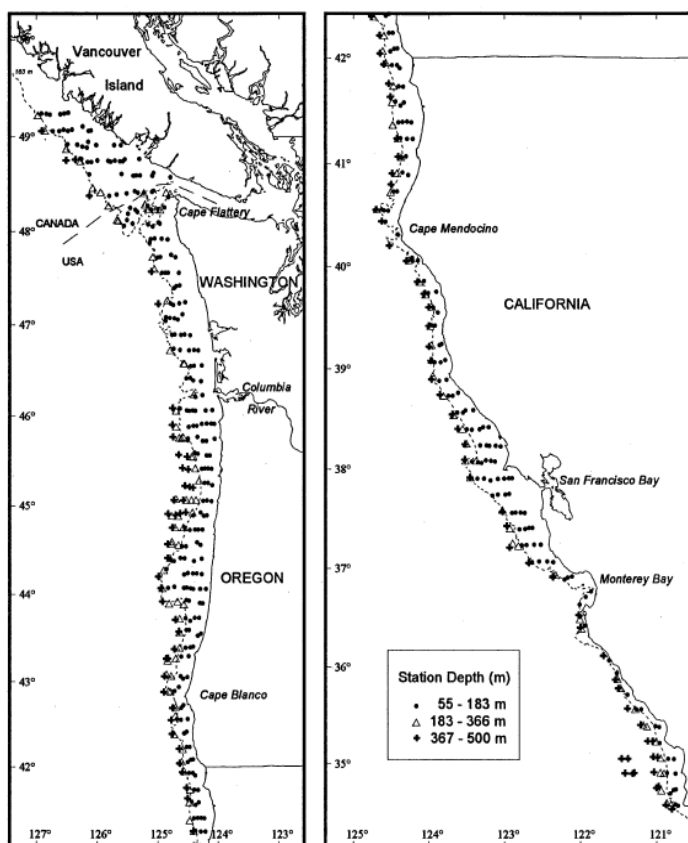 Vancouver
Island
183 m
49°
CANADA
Cape Flattery
48°
USA
WASHINGTON
47°
Columbia
46°
River
45°
OREGON
44°
43°
Cape Blanco
42°
127°
126°
125°
124°
123°
42°
41°
Cape Mendocino
40°
CALIFORNIA
39°
38°
San Francisco Bay
37°
Monterey Bay
36°
Station Depth (m)
55 - 183 m
183 - 366 m
367 - 500 m
35°
125°
124°
123°
122°
121°